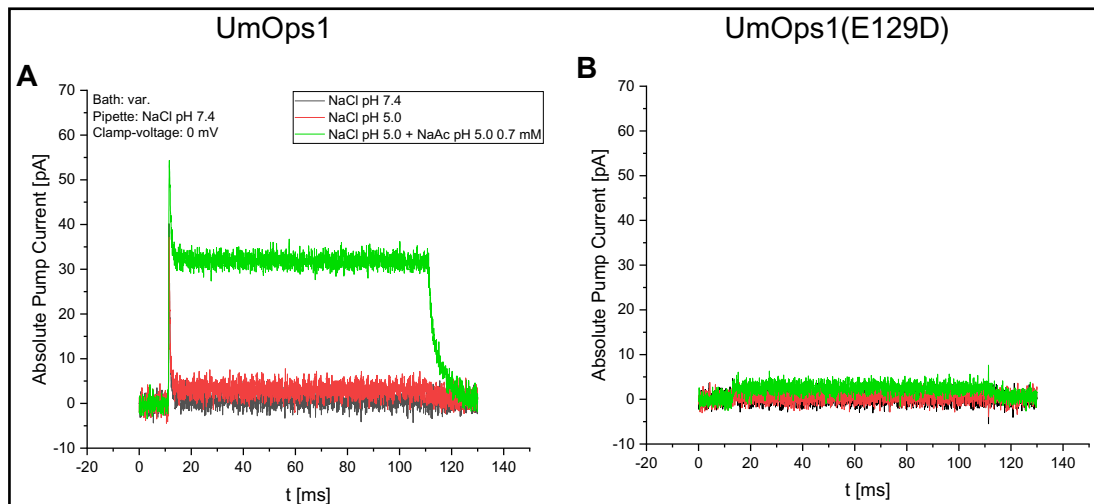 UmOps1
UmOps1(E129D)
A
B
Bath: var.
Pipette: NaCl pH 7.4
Clamp-voltage: 0 mV
NaCl pH 7.4
NaCl pH 5.0
NaCl pH 5.0 + NaAc pH 5.0 0.7 mM
Absolute Pump Current [pA]
70
60
50
40
30
20
10
0
-10
-20
0
20
40
60
80
100
120
140
t [ms]
Absolute Pump Current [pA]
70
60
50
40
30
20
10
0
-10
-20
0
20
40
60
80
100
120
140
t [ms]